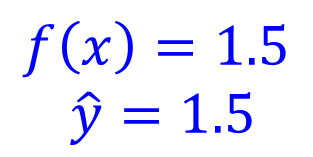 f(x) = 1.5
ŷ = 1.5